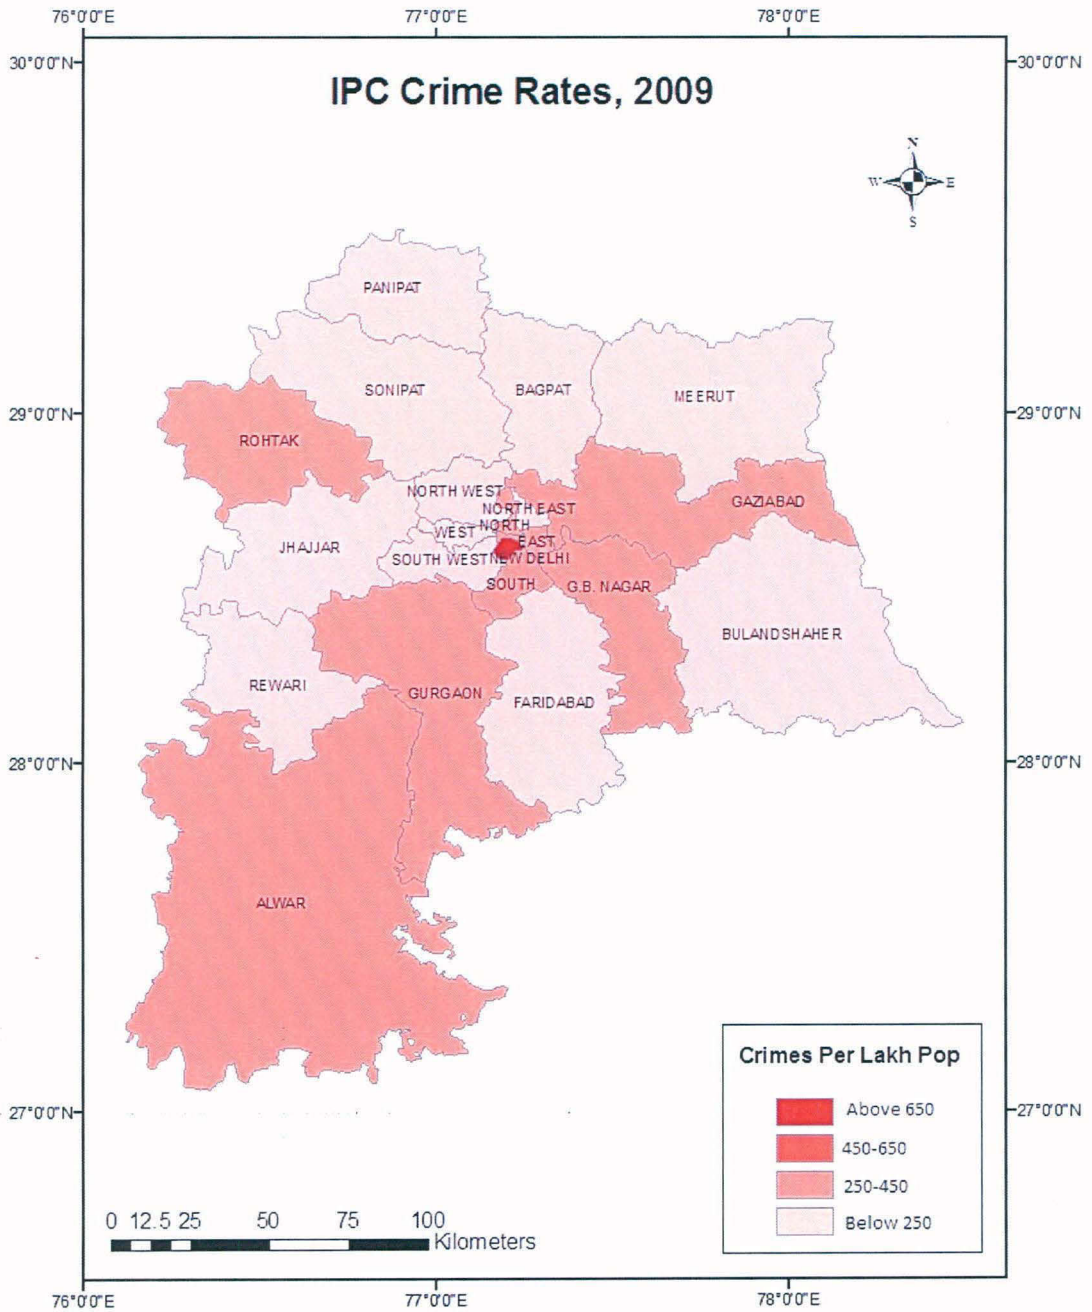 76°0'0"E 77°0'0"E 78°0'0"E
30°0'0"N 30°0'0"N
IPC Crime Rates, 2009
N
W E
S
PANIPAT
SONIPAT BAGPAT MEERUT
29°0'0"N 29°0'0"N
ROHTAK
NORTH WEST GAZIABAD
NORTH EAST
NORTH
WEST EAST
JHAJJAR SOUTH WEST NEW DELHI
SOUTH G.B. NAGAR
BULANDSHAHER
REWARI GURGAON FARIDABAD
28°0'0"N 28°0'0"N
ALWAR
Crimes Per Lakh Pop
Above 650
450-650
250-450
Below 250
27°0'0"N 27°0'0"N
0 12.5 25 50 75 100
Kilometers
76°0'0"E 77°0'0"E 78°0'0"E